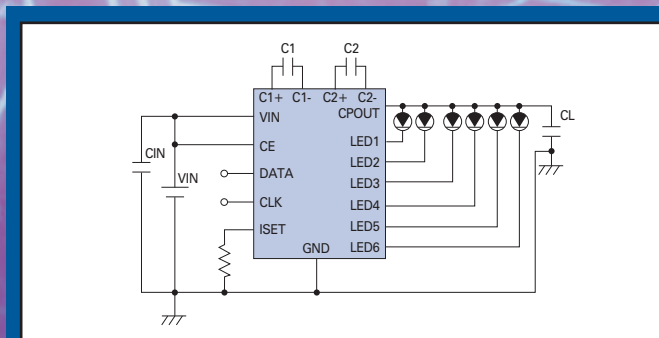 C1 C2
C1+ C1- C2+ C2-
VIN CPOUT
CL
LED1
CE
CIN
LED2
VIN
DATA
LED3
CLK
LED4
ISET
LED5
GND
LED6